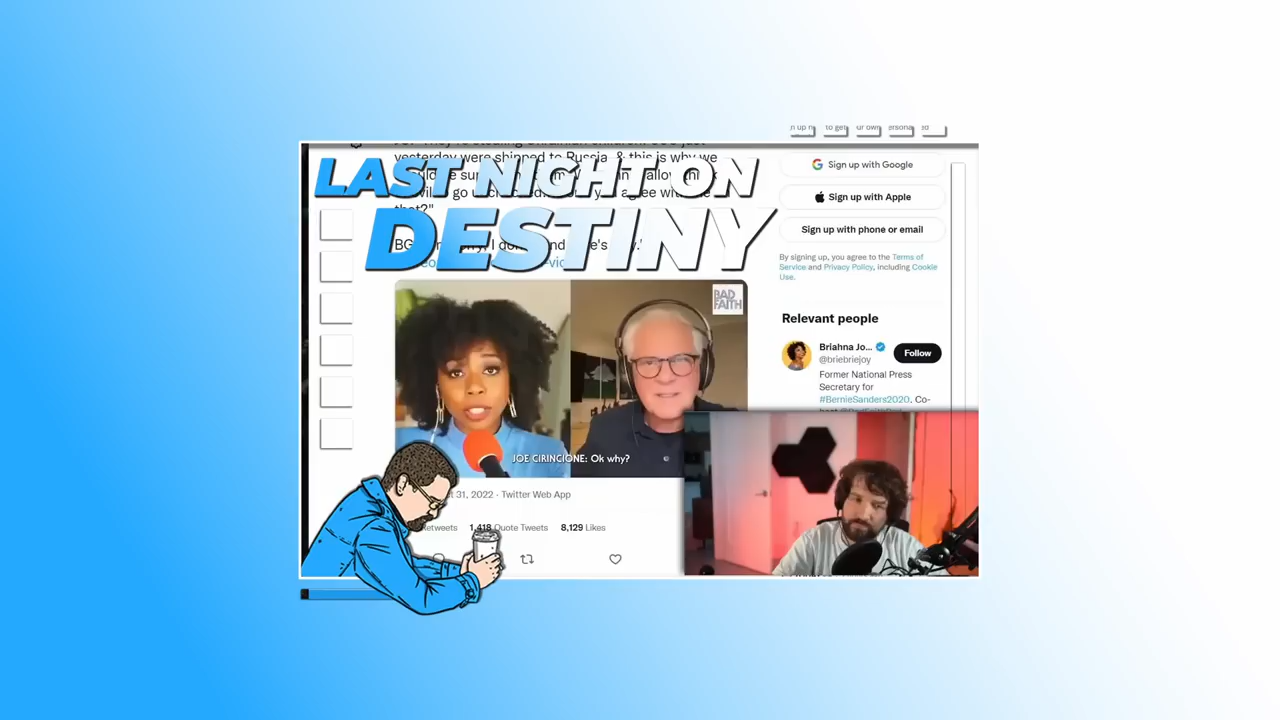 yesterday were shipped to Russia, & this is why we
LAST NIGHT ON
DESTINY
that?"
BAD
FAITH
JOE CIRINCIONE: Ok why?
31, 2022 · Twitter Web App
1,418 Quote Tweets 8,129 Likes
Sign up with Google
Sign up with Apple
Sign up with phone or email
By signing up, you agree to the Terms of
Service and Privacy Policy, including Cookie
Use.
Relevant people
Briahna Jo...
@briebriejoy
Follow
Former National Press
Secretary for
#BernieSanders2020. Co-